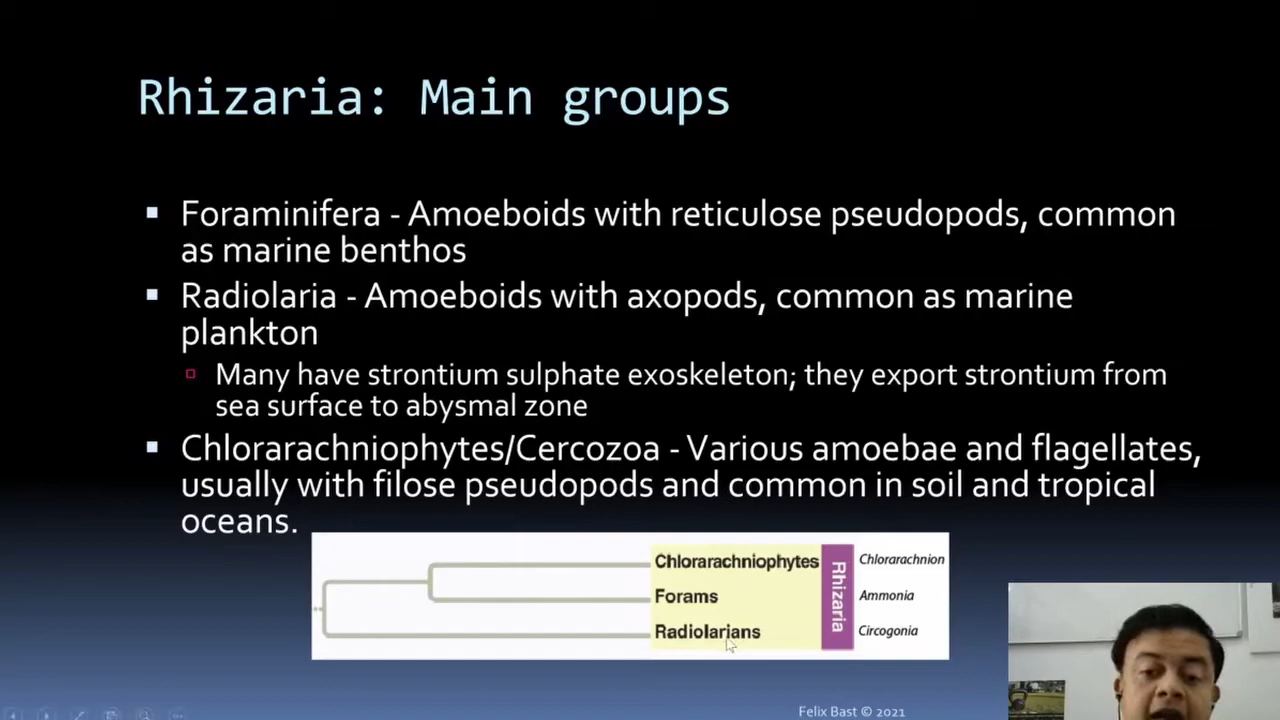 Rhizaria: Main groups
Foraminifera - Amoeboids with reticulose pseudopods, common
as marine benthos
Radiolaria - Amoeboids with axopods, common as marine
plankton
Many have strontium sulphate exoskeleton; they export strontium from
sea surface to abysmal zone
Chlorarachniophytes/Cercozoa - Various amoebae and flagellates,
usually with filose pseudopods and common in soil and tropical
oceans.
Chlorarachniophytes
Chlorarachnion
Forams
Ammonia
Radiolarians
Circogonia
Rhizaria
Felix Bast © 2021